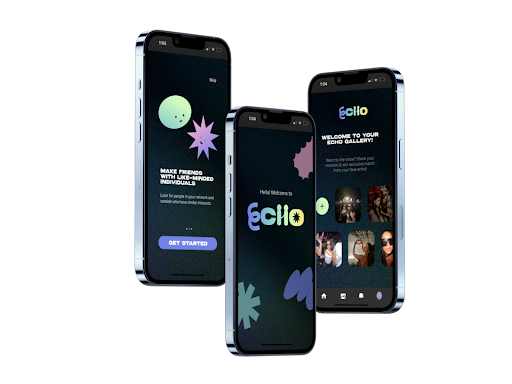 1:04
Skip
MAKE FRIENDS
WITH LIKE-MINDED
INDIVIDUALS
Look for people in your network and
outside who have similar interests
GET STARTED
1:04
Hello! Welcome to
Echo
1:04
Echo
WELCOME TO YOUR
ECHO GALLERY!
Went to the show? Share your
moment & win exclusive merch
from your fave artist!